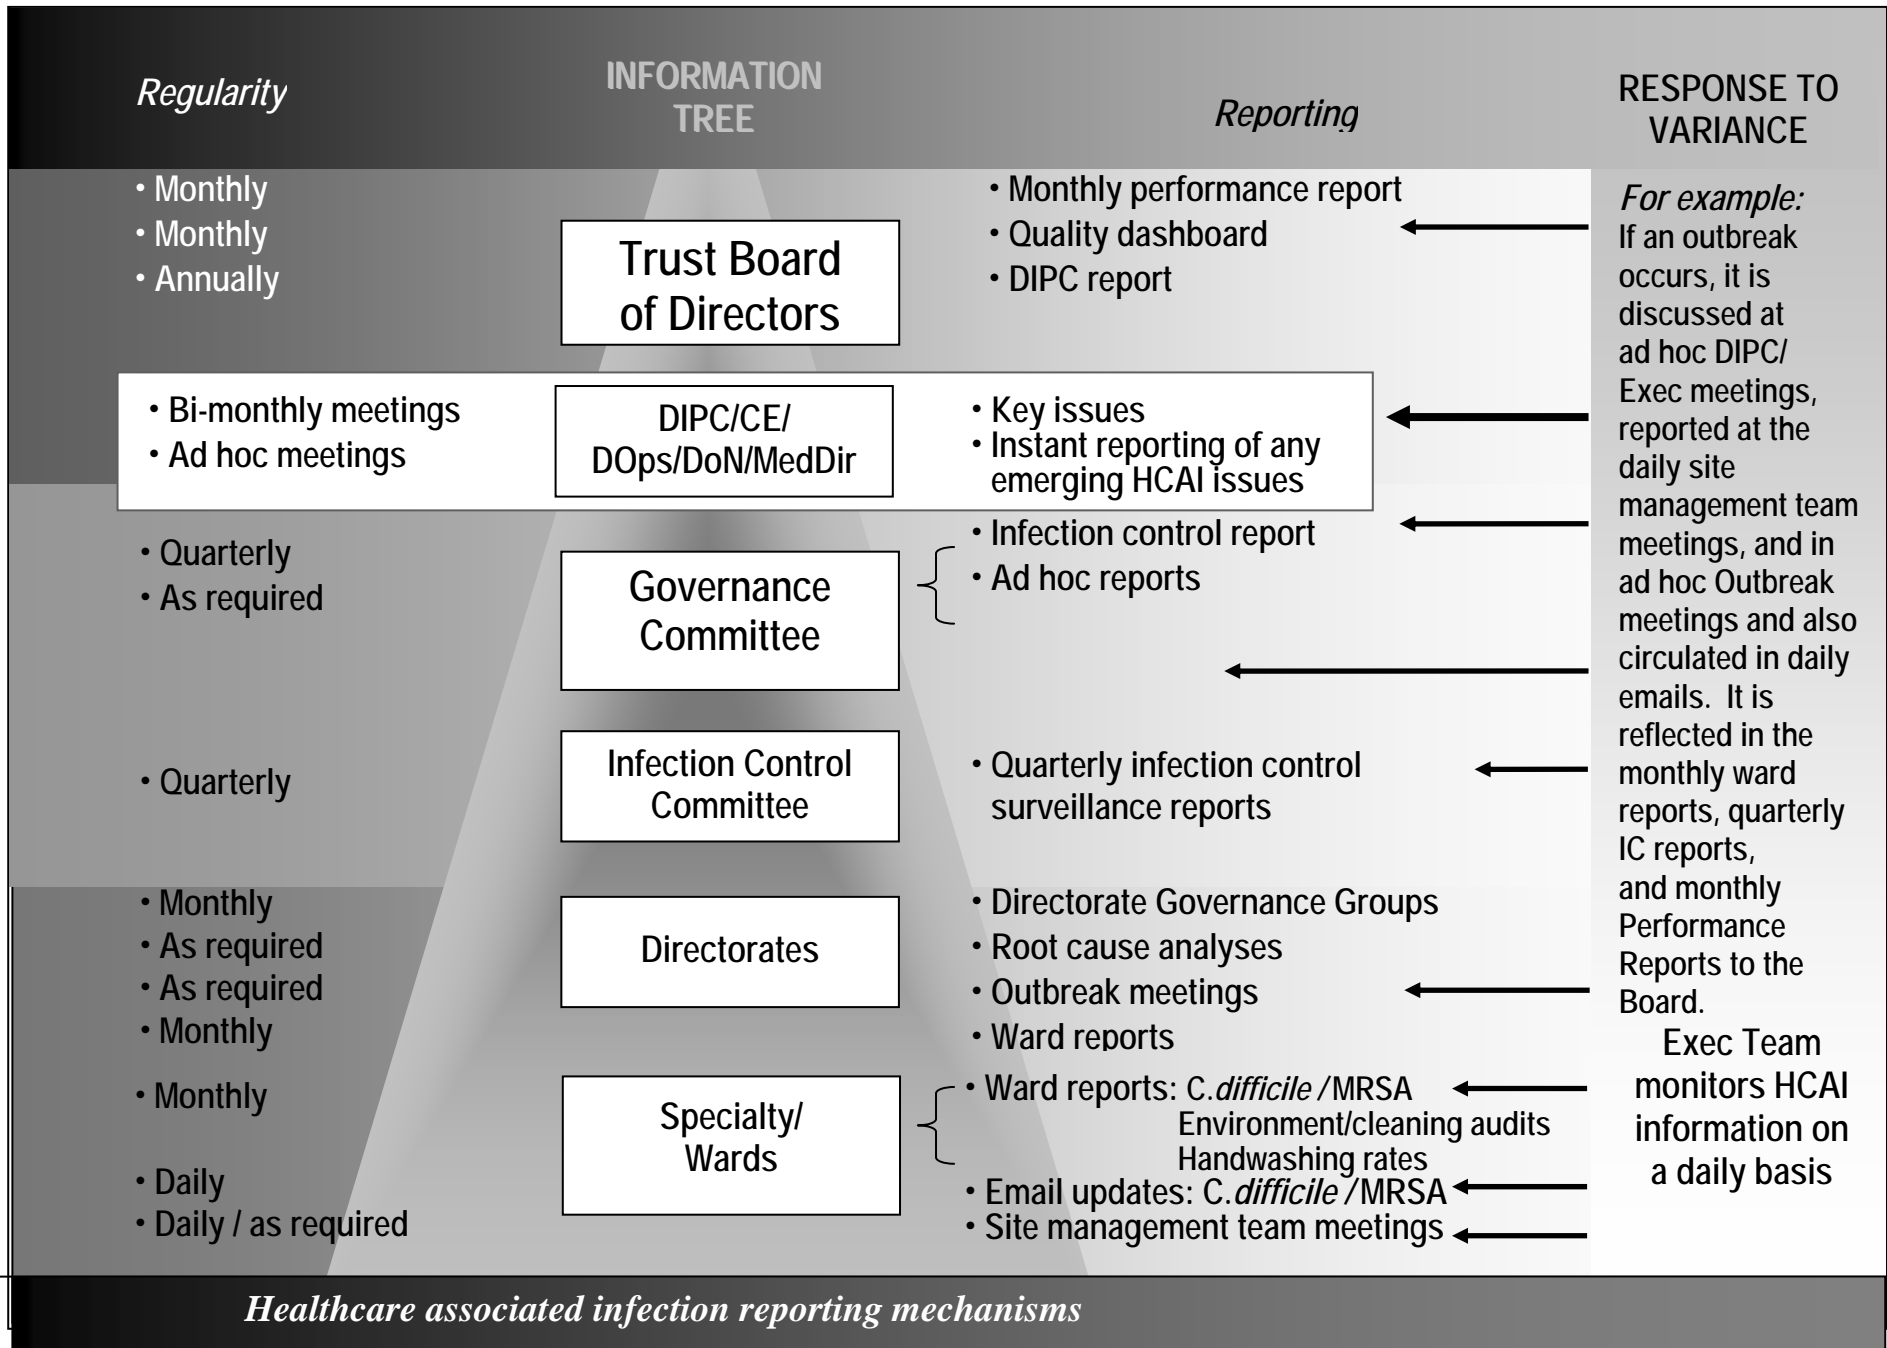 Regularity
INFORMATION
TREE
Reporting
RESPONSE TO
VARIANCE
• Monthly
• Monthly
• Annually
Trust Board
of Directors
• Monthly performance report
• Quality dashboard
• DIPC report
• Bi-monthly meetings
• Ad hoc meetings
DIPC/CE/
DOps/DoN/MedDir
• Key issues
• Instant reporting of any
emerging HCAI issues
• Quarterly
• As required
Governance
Committee
• Infection control report
• Ad hoc reports
• Quarterly
Infection Control
Committee
• Quarterly infection control
surveillance reports
• Monthly
• As required
• As required
• Monthly
Directorates
• Directorate Governance Groups
• Root cause analyses
• Outbreak meetings
• Ward reports
• Monthly
• Daily
• Daily / as required
Specialty/
Wards
• Ward reports: C.difficile /MRSA
Environment/cleaning audits
Handwashing rates
• Email updates: C.difficile /MRSA
• Site management team meetings
For example:
If an outbreak
occurs, it is
discussed at
ad hoc DIPC/
Exec meetings,
reported at the
daily site
management team
meetings, and in
ad hoc Outbreak
meetings and also
circulated in daily
emails. It is
reflected in the
monthly ward
reports, quarterly
IC reports,
and monthly
Performance
Reports to the
Board.
Exec Team
monitors HCAI
information on
a daily basis
Healthcare associated infection reporting mechanisms